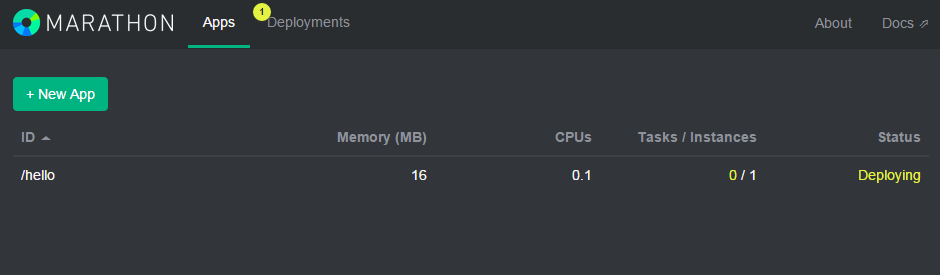 MARATHON Apps 1 Deployments About Docs
+ New App
ID Memory (MB) CPUs Tasks / Instances Status
/hello 16 0.1 0 / 1 Deploying